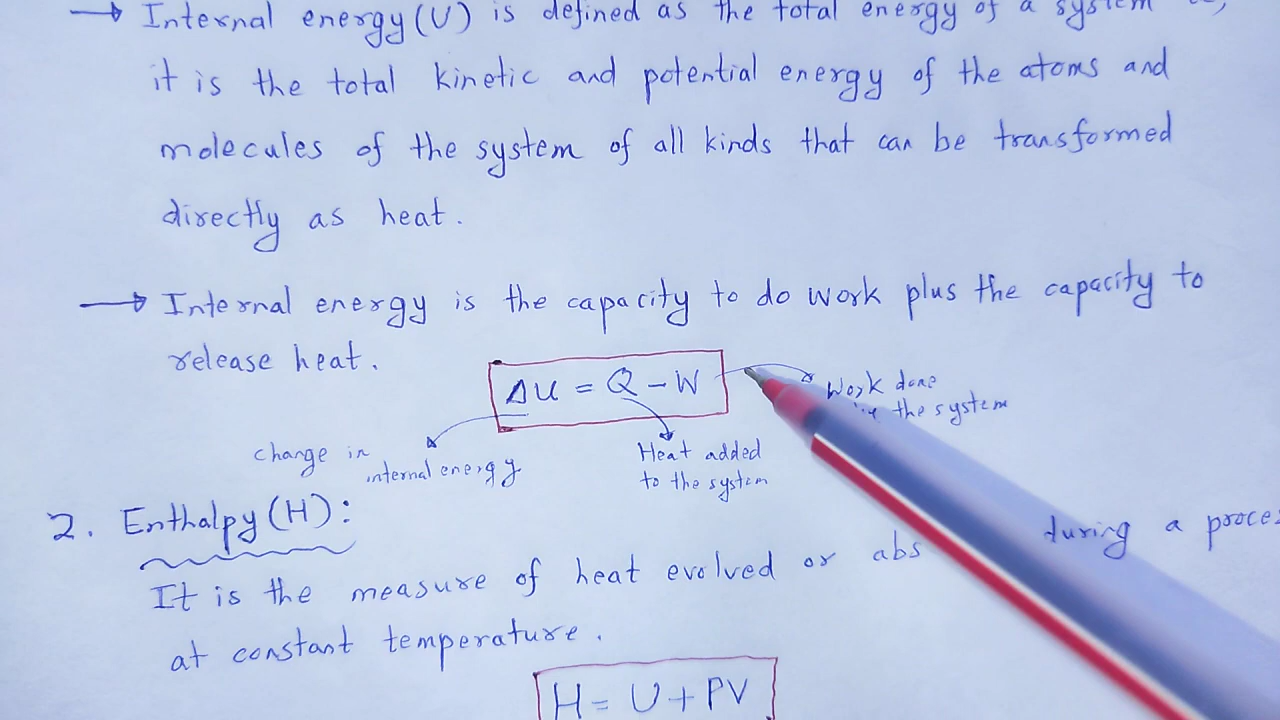 → Internal energy (U) is defined as the total energy of a system
it is the total kinetic and potential energy of the atoms and
molecules of the system of all kinds that can be transformed
directly as heat.
→ Internal energy is the capacity to do work plus the capacity to
release heat.
ΔU = Q - W
Work done
the system
change in
internal energy
Heat added
to the system
2. Enthalpy (H):
It is the measure of heat evolved or during a
at constant temperature.
H = U + PV